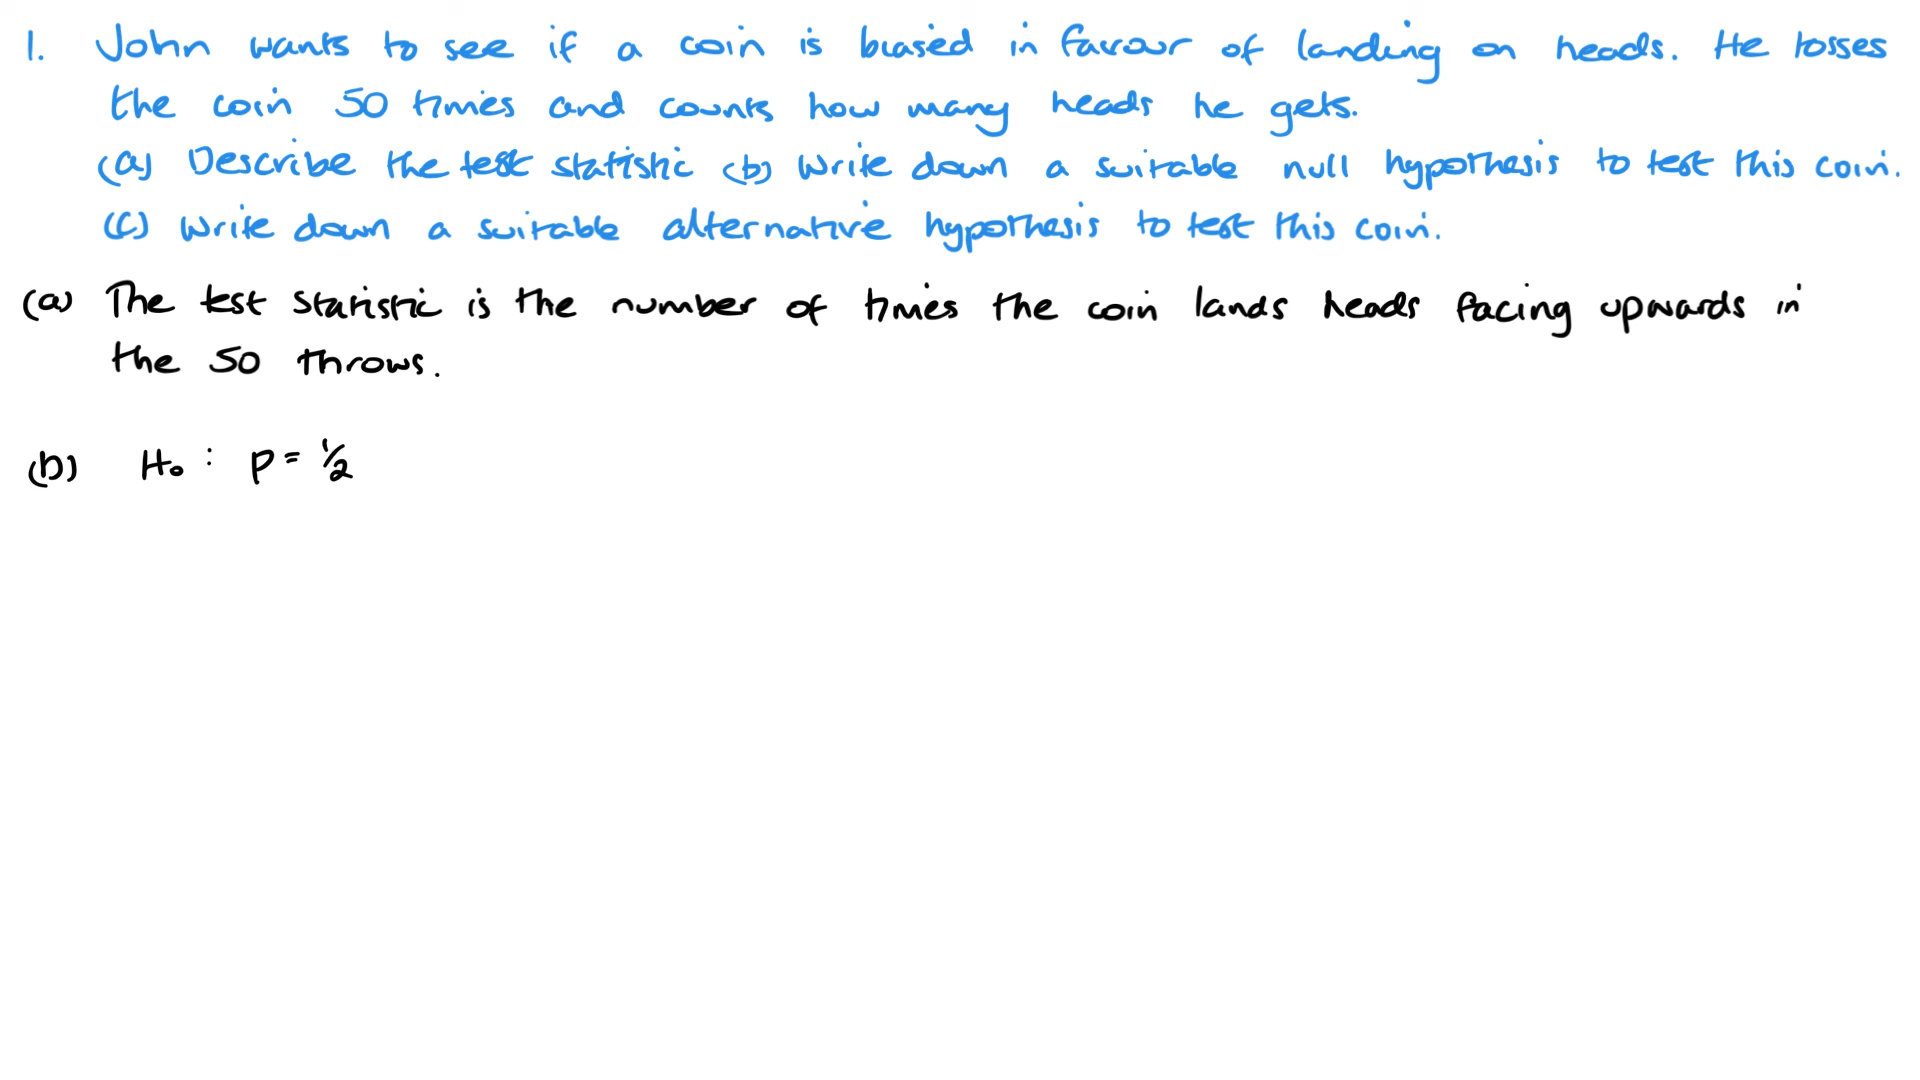 1. John wants to see if a coin is biased in favour of landing on heads. He tosses
the coin 50 times and counts how many heads he gets.
(a) Describe the test statistic (b) Write down a suitable null hypothesis to test this coin.
(c) Write down a suitable alternative hypothesis to test this coin.
(a) The test statistic is the number of times the coin lands heads facing upwards in
the 50 throws.
(b) H₀ : p = 1/2